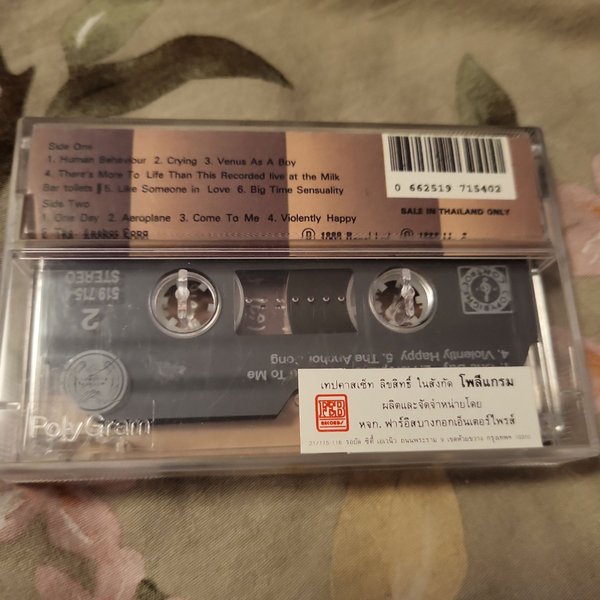 Side One
1. Human Behaviour 2. Crying 3. Venus As A Boy
4. There's More To Life Than This Recorded live at the Milk
Bar toilets 5. Like Someone in Love 6. Big Time Sensuality
Side Two
1. One Day 2. Aeroplane 3. Come To Me 4. Violently Happy
0 662519 715402
SALE IN THAILAND ONLY
519 715-4
STEREO
2
To Me
4. Violently Happy 5. The Anchor Song
PolyGram
เทปคาสเซ็ท ลิขสิทธิ์ ในสังกัด โพลีแกรม
ผลิตและจัดจำหน่ายโดย
หจก. ฟาร์อีสบางกอกเอ็นเตอร์ไพรส์
RECORDS